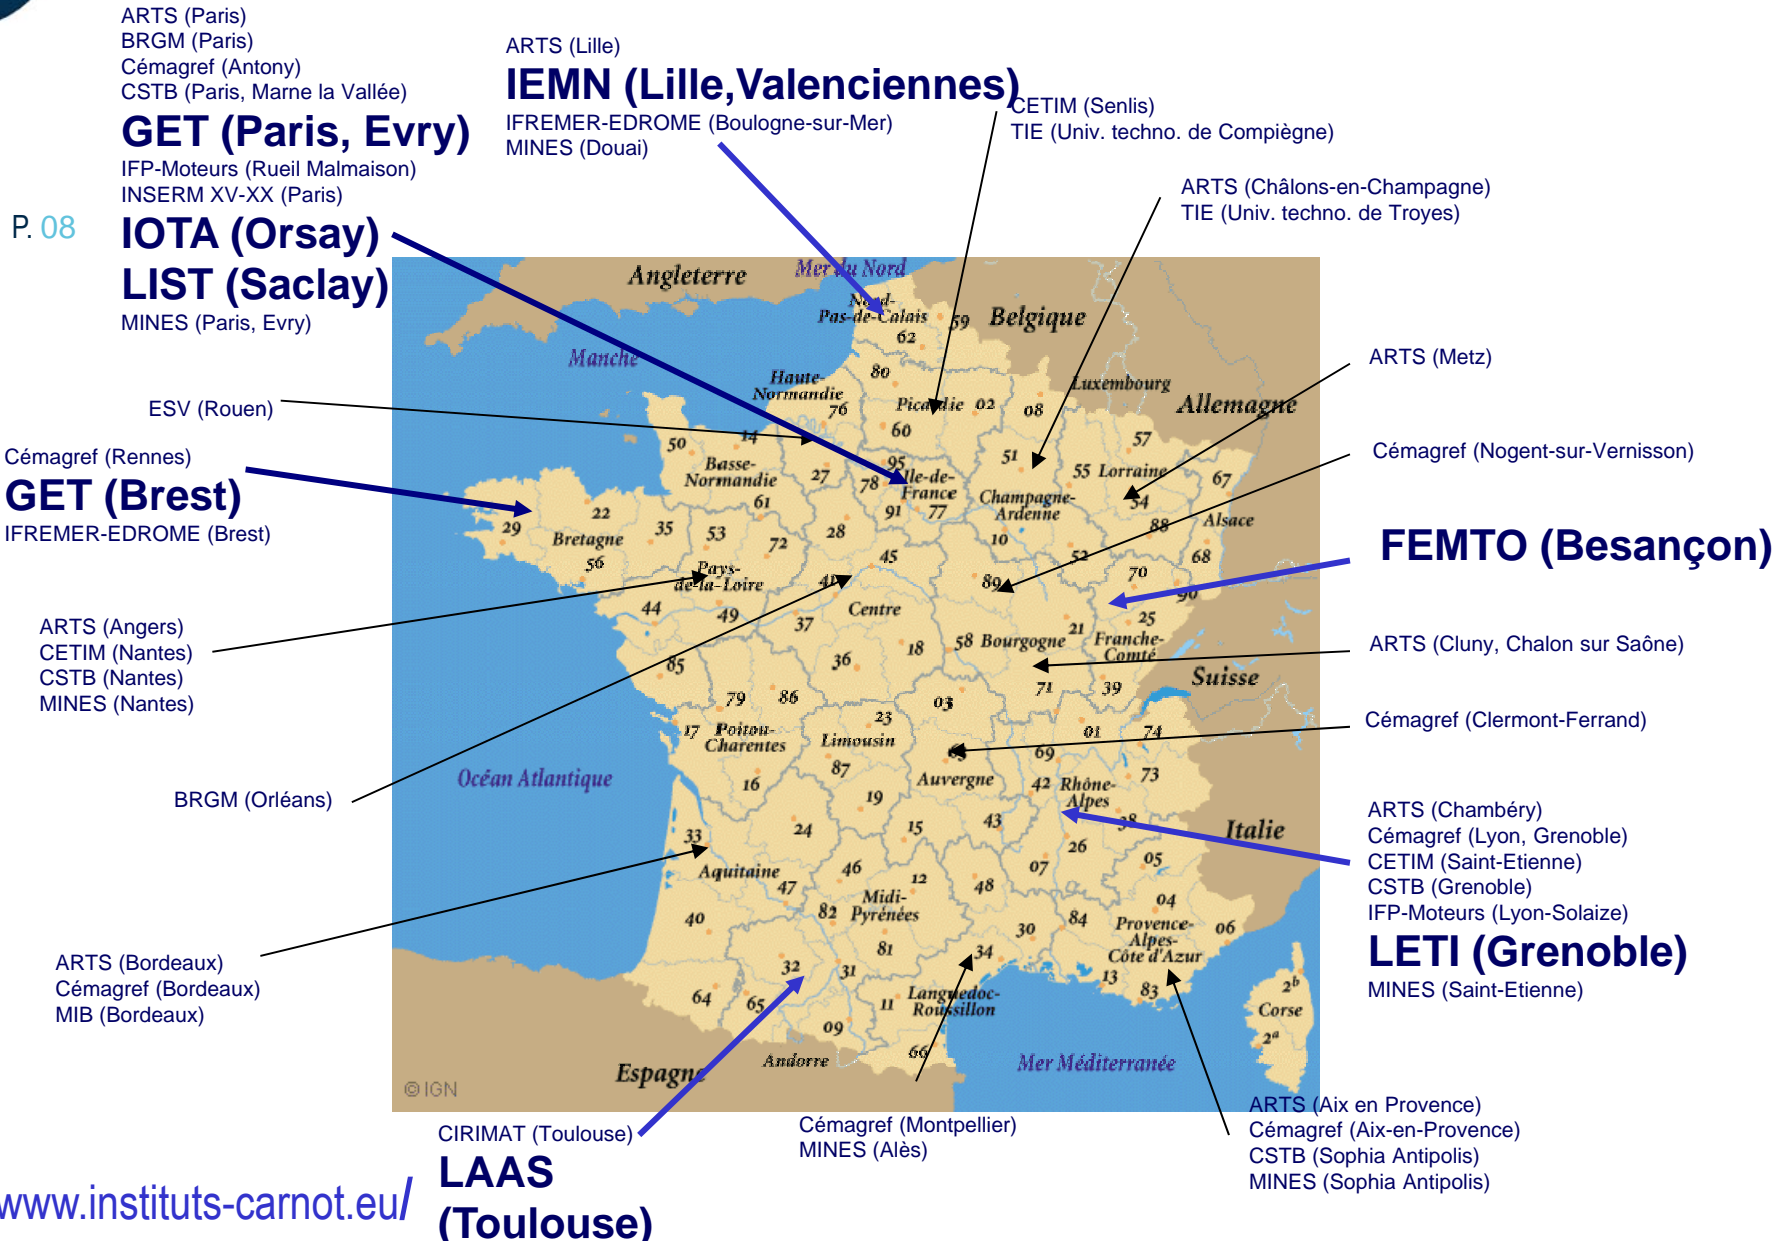 ARTS (Paris)
BRGM (Paris)
Cémagref (Antony)
CSTB (Paris, Marne la Vallée)
GET (Paris, Evry)
IFP-Moteurs (Rueil Malmaison)
INSERM XV-XX (Paris)
IOTA (Orsay)
LIST (Saclay)
MINES (Paris, Evry)
P. 08
ARTS (Lille)
IEMN (Lille,Valenciennes)
IFREMER-EDROME (Boulogne-sur-Mer)
MINES (Douai)
CETIM (Senlis)
TIE (Univ. techno. de Compiègne)
ARTS (Châlons-en-Champagne)
TIE (Univ. techno. de Troyes)
ESV (Rouen)
Cémagref (Rennes)
GET (Brest)
IFREMER-EDROME (Brest)
ARTS (Angers)
CETIM (Nantes)
CSTB (Nantes)
MINES (Nantes)
BRGM (Orléans)
ARTS (Bordeaux)
Cémagref (Bordeaux)
MIB (Bordeaux)
Angleterre
Mer du Nord
Nord-
Pas-de-Calais
59
62
Belgique
Manche
Haute-
Normandie
76
80
Picardie 02
60
08
Luxembourg
Allemagne
50
14
Basse-
Normandie
61
27
95
78
Ile-de-
France
91
77
51
Champagne-
Ardenne
10
52
55 Lorraine
57
54
88
67
Alsace
68
29
22
Bretagne
56
35
53
72
Pays-
de-la-Loire
44
49
85
28
45
41
37
Centre
18
36
89
58 Bourgogne
21
71
70
90
25
Franche-
Comté
39
Suisse
79
86
17
Poitou-
Charentes
16
23
Limousin
87
19
03
63
Auvergne
15
43
01
74
69
42
Rhône-
Alpes
73
38
26
07
Italie
Océan Atlantique
33
24
Aquitaine
47
40
64
46
12
Midi-
Pyrénées
82
81
32
31
65
09
48
30
34
11
Languedoc-
Roussillon
66
05
04
84
Provence-
Alpes-
Côte d'Azur
06
13
83
2b
Corse
2a
Espagne
Andorre
Mer Méditerranée
© IGN
ARTS (Metz)
Cémagref (Nogent-sur-Vernisson)
FEMTO (Besançon)
ARTS (Cluny, Chalon sur Saône)
Cémagref (Clermont-Ferrand)
ARTS (Chambéry)
Cémagref (Lyon, Grenoble)
CETIM (Saint-Etienne)
CSTB (Grenoble)
IFP-Moteurs (Lyon-Solaize)
LETI (Grenoble)
MINES (Saint-Etienne)
ARTS (Aix en Provence)
Cémagref (Aix-en-Provence)
CSTB (Sophia Antipolis)
MINES (Sophia Antipolis)
Cémagref (Montpellier)
MINES (Alès)
CIRIMAT (Toulouse)
LAAS
(Toulouse)
www.instituts-carnot.eu/